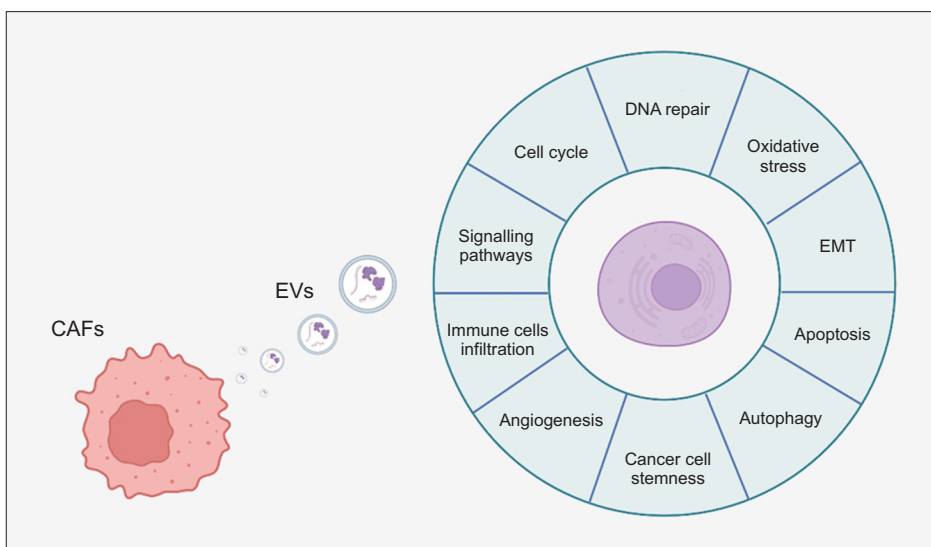 DNA repair
Oxidative
stress
EMT
Apoptosis
Autophagy
Cancer cell
stemness
Angiogenesis
Immune cells
infiltration
Signalling
pathways
Cell cycle
EVs
CAFs